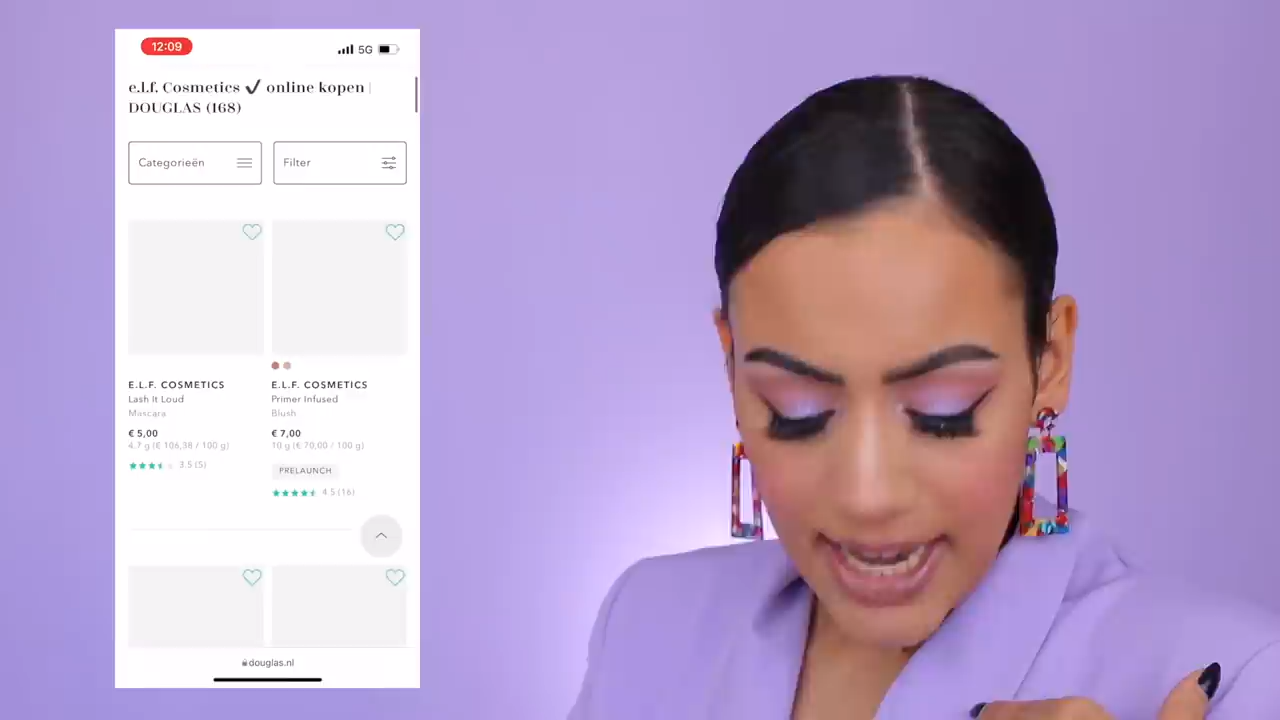 12:09
5G
e.l.f. Cosmetics ✔ online kopen |
DOUGLAS (168)
Categorieën
Filter
E.L.F. COSMETICS
Lash It Loud
Mascara
€ 5,00
4.7 g (€ 106,38 / 100 g)
3.5 (5)
E.L.F. COSMETICS
Primer Infused
Blush
€ 7,00
10 g (€ 70,00 / 100 g)
PRELAUNCH
4.5 (16)
douglas.nl